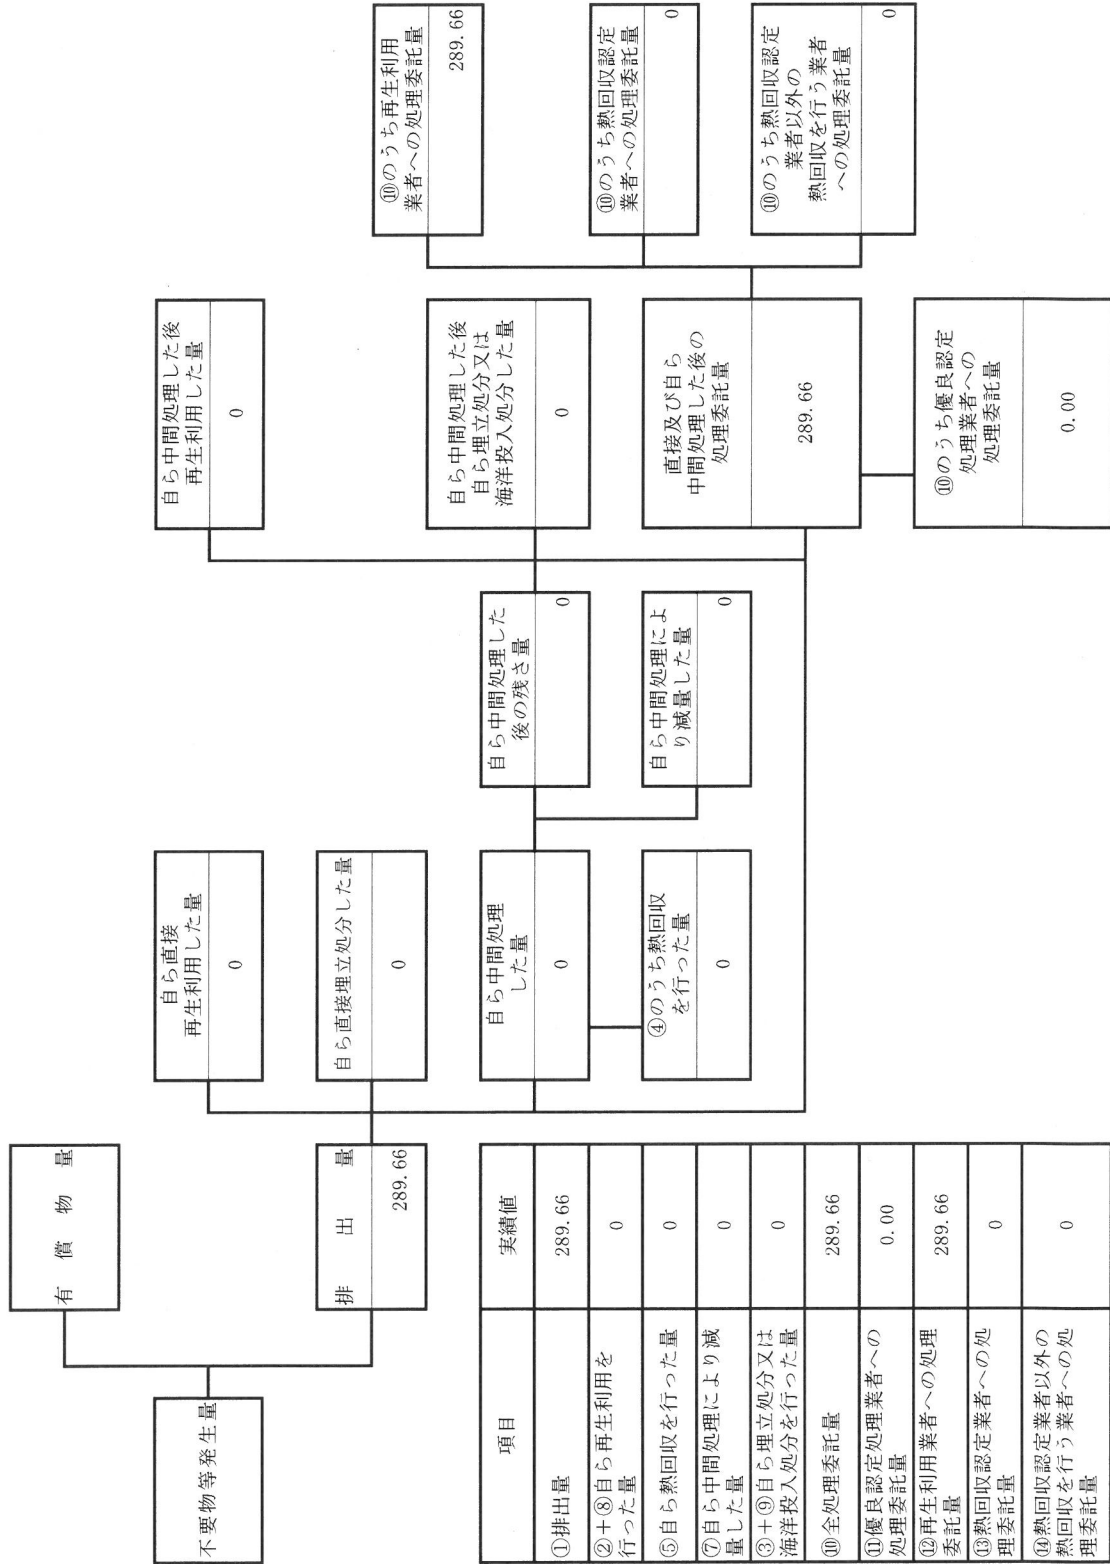 不要物等発生量
有償物量
排出量
289.66
自ら直接
再生利用した量
0
自ら直接埋立処分した量
0
自ら中間処理
した量
0
④のうち熱回収
を行った量
0
自ら中間処理した
後の残さ量
0
自ら中間処理によ
り減量した量
0
自ら中間処理した後
再生利用した量
0
自ら中間処理した後
自ら埋立処分又は
海洋投入処分した量
0
直接及び自ら
中間処理した後の
処理委託量
289.66
⑩のうち優良認定
処理業者への
処理委託量
0.00
⑩のうち再生利用
業者への処理委託量
289.66
⑩のうち熱回収認定
業者への処理委託量
0
⑩のうち熱回収認定
業者以外の
熱回収を行う業者
への処理委託量
0
項目 実績値
①排出量 289.66
②+⑧自ら再生利用を
行った量 0
⑤自ら熱回収を行った量 0
⑦自ら中間処理により減
量した量 0
③+⑨自ら埋立処分又は
海洋投入処分を行った量 0
⑩全処理委託量 289.66
⑪優良認定処理業者への
処理委託量 0.00
⑫再生利用業者への処理
委託量 289.66
⑬熱回収認定業者への処
理委託量 0
⑭熱回収認定業者以外の
熱回収を行う業者への処
理委託量 0